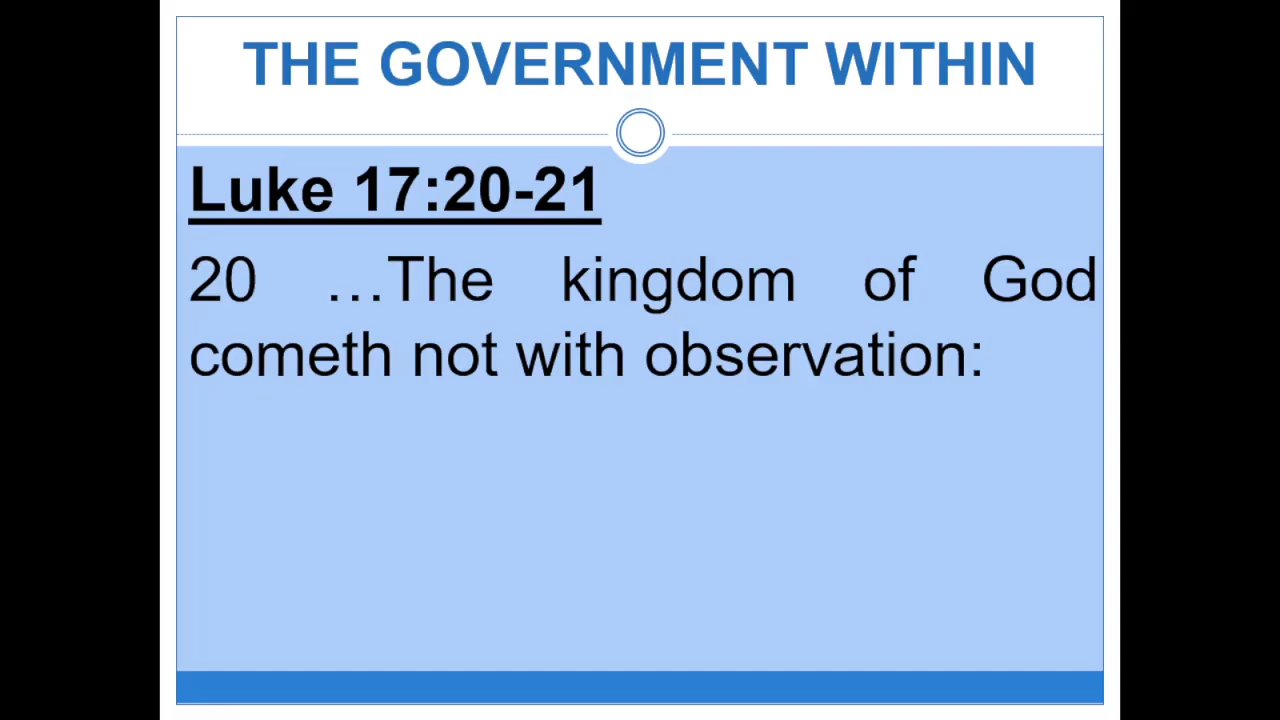 THE GOVERNMENT WITHIN
Luke 17:20-21
20 …The kingdom of God
cometh not with observation: